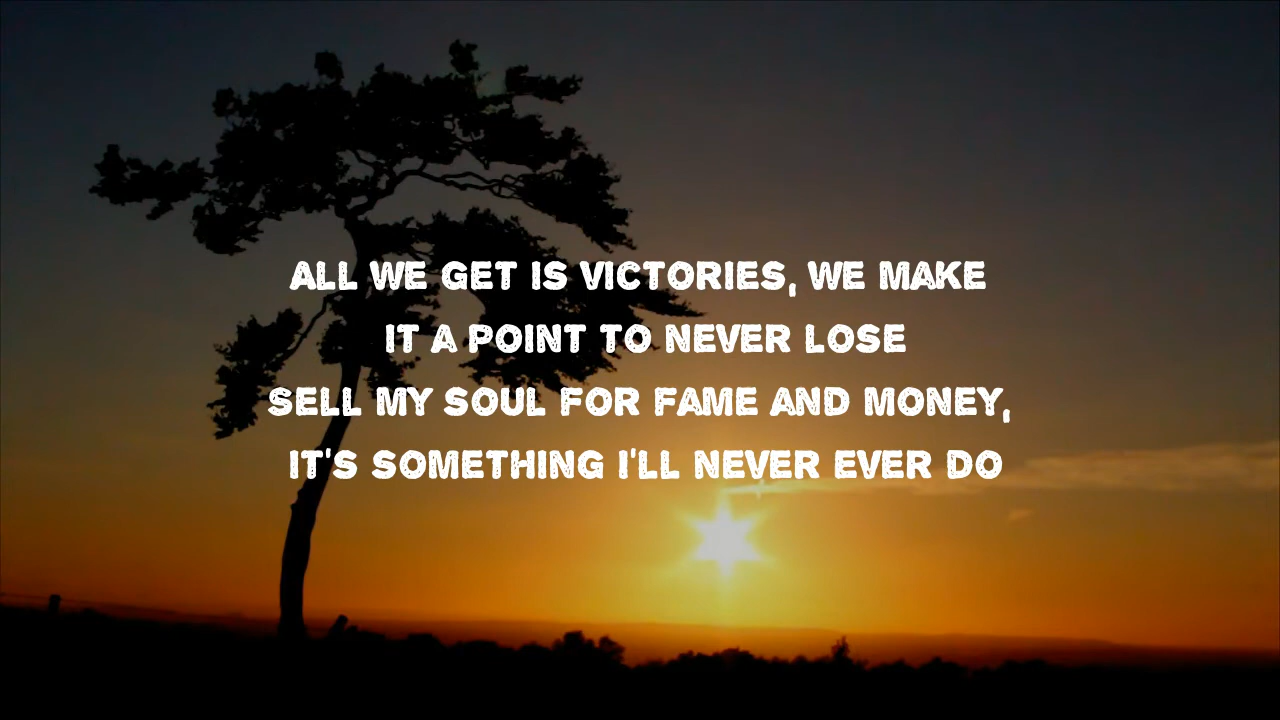 ALL WE GET IS VICTORIES, WE MAKE
IT A POINT TO NEVER LOSE
SELL MY SOUL FOR FAME AND MONEY,
IT'S SOMETHING I'LL NEVER EVER DO